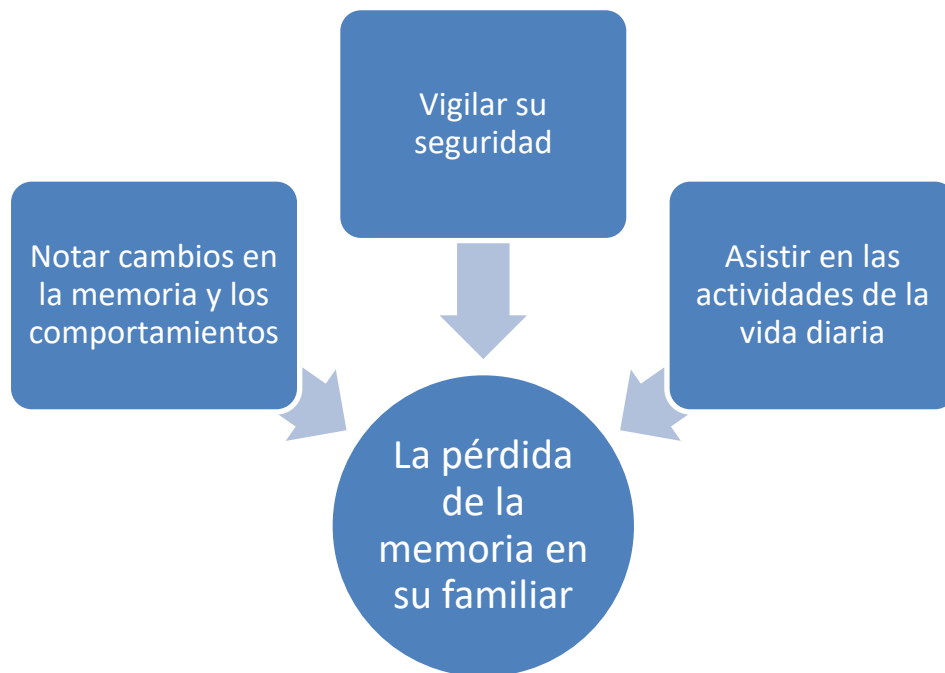 Vigilar su
seguridad
Notar cambios en
la memoria y los
comportamientos
Asistir en las
actividades de la
vida diaria
La pérdida
de la
memoria en
su familiar